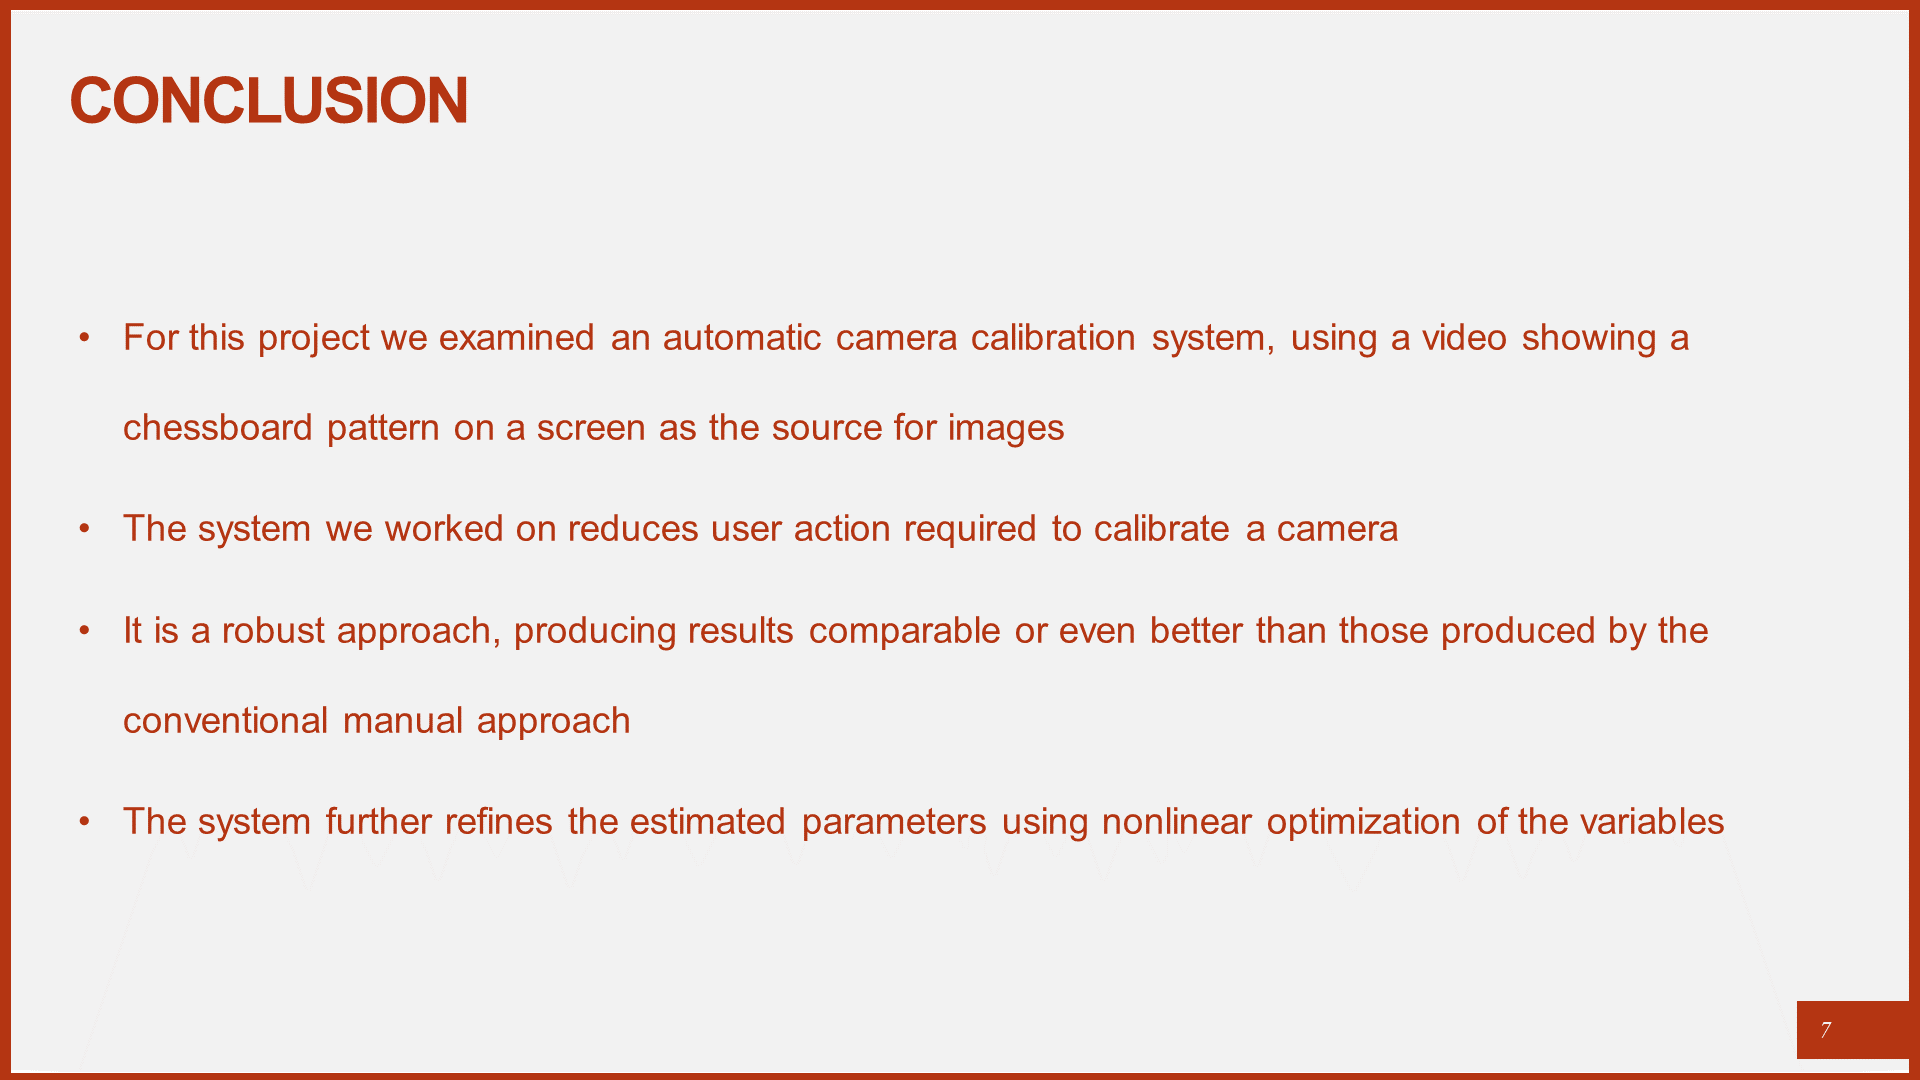 CONCLUSION
• For this project we examined an automatic camera calibration system, using a video showing a
chessboard pattern on a screen as the source for images
• The system we worked on reduces user action required to calibrate a camera
• It is a robust approach, producing results comparable or even better than those produced by the
conventional manual approach
• The system further refines the estimated parameters using nonlinear optimization of the variables
7